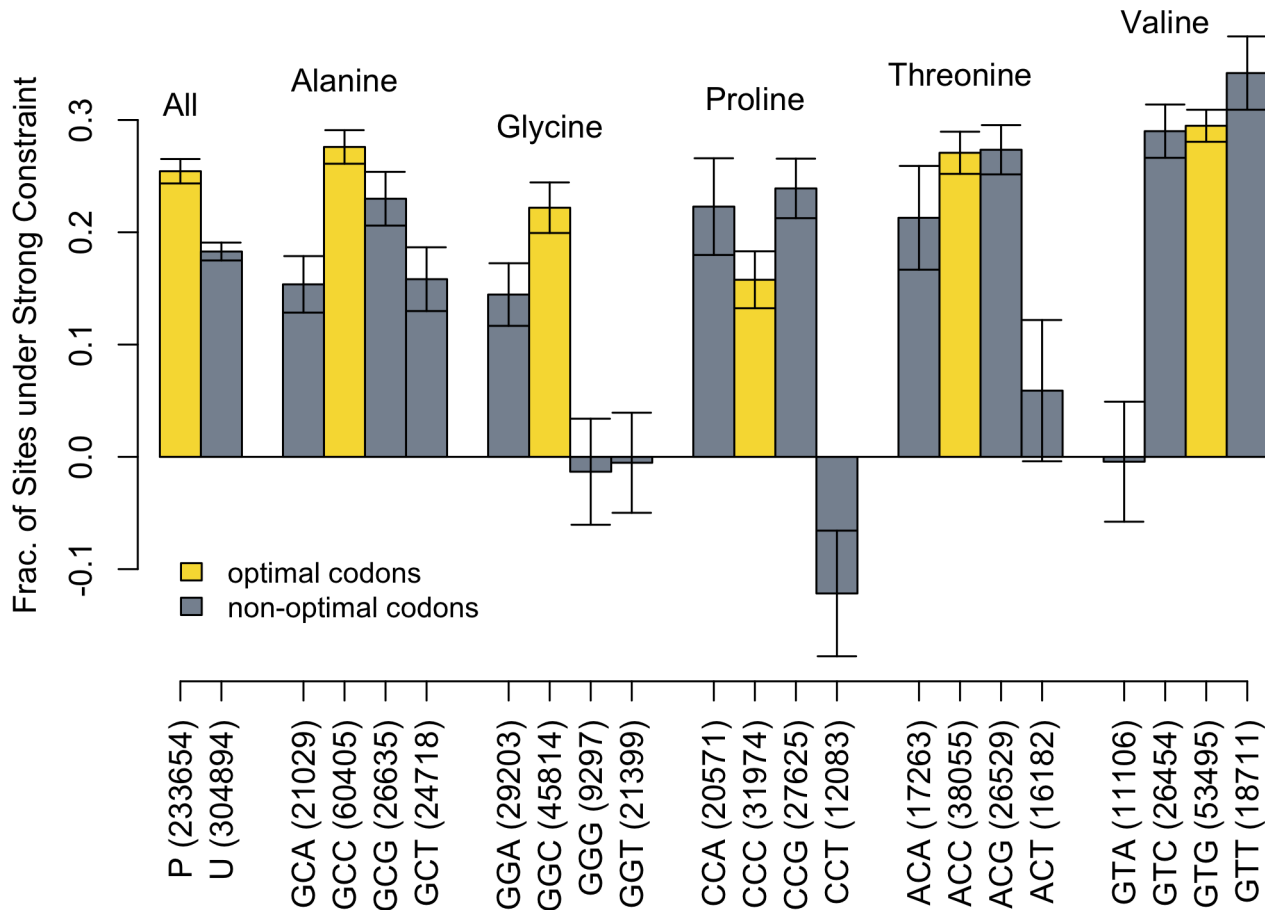 Frac. of Sites under Strong Constraint
0.3
0.2
0.1
0.0
-0.1
All
Alanine
Glycine
Proline
Threonine
Valine
optimal codons
non-optimal codons
P (233654)
U (304894)
GCA (21029)
GCC (60405)
GCG (26635)
GCT (24718)
GGA (29203)
GGC (45814)
GGG (9297)
GGT (21399)
CCA (20571)
CCC (31974)
CCG (27625)
CCT (12083)
ACA (17263)
ACC (38055)
ACG (26529)
ACT (16182)
GTA (11106)
GTC (26454)
GTG (53495)
GTT (18711)